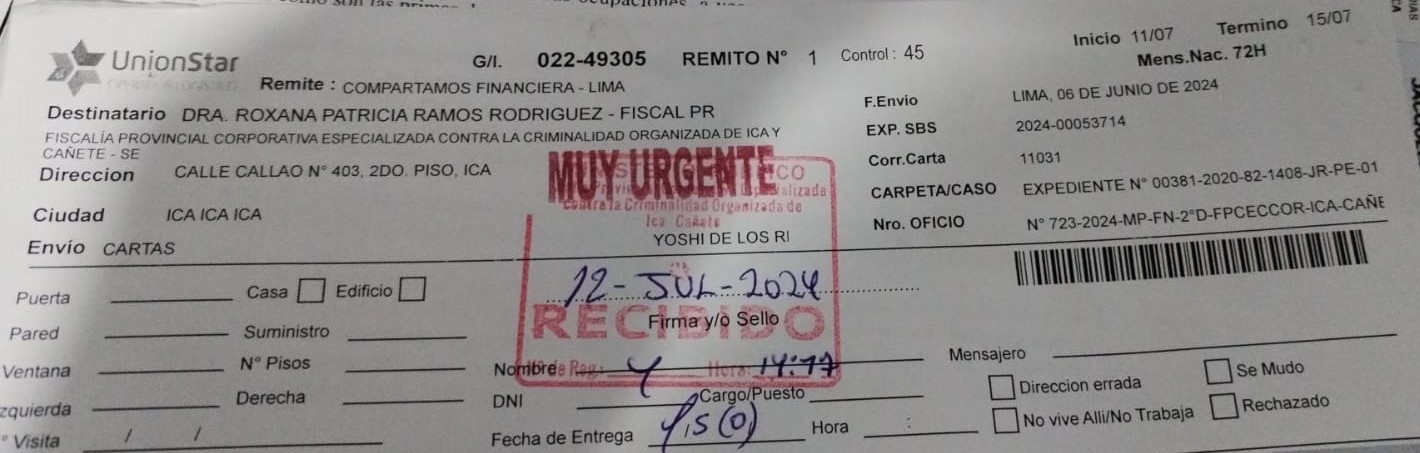 UnionStar
G/I. 022-49305 REMITO N° 1 Control : 45
Inicio 11/07 Termino 15/07
Mens.Nac. 72H
Remite : COMPARTAMOS FINANCIERA - LIMA
Destinatario DRA. ROXANA PATRICIA RAMOS RODRIGUEZ - FISCAL PR
FISCALÍA PROVINCIAL CORPORATIVA ESPECIALIZADA CONTRA LA CRIMINALIDAD ORGANIZADA DE ICA Y
CAÑETE - SE
Direccion CALLE CALLAO N° 403, 2DO. PISO, ICA
Ciudad ICA ICA ICA
Envío CARTAS
F.Envio LIMA, 06 DE JUNIO DE 2024
EXP. SBS 2024-00053714
Corr.Carta 11031
CARPETA/CASO EXPEDIENTE N° 00381-2020-82-1408-JR-PE-01
Nro. OFICIO N° 723-2024-MP-FN-2°D-FPCECCOR-ICA-CAÑE
MUY URGENTE
contra la Criminalidad Organizada de
Ica Cañete
YOSHI DE LOS RI
12-JUL-2024
RECIBIDO
Firma y/o Sello
Puerta Casa Edificio
Pared Suministro
Ventana N° Pisos
zquierda Derecha
° Visita / /
Nombre Hora: 14:17
DNI Cargo/Puesto
Fecha de Entrega Hora :
Mensajero
Direccion errada Se Mudo
No vive Alli/No Trabaja Rechazado